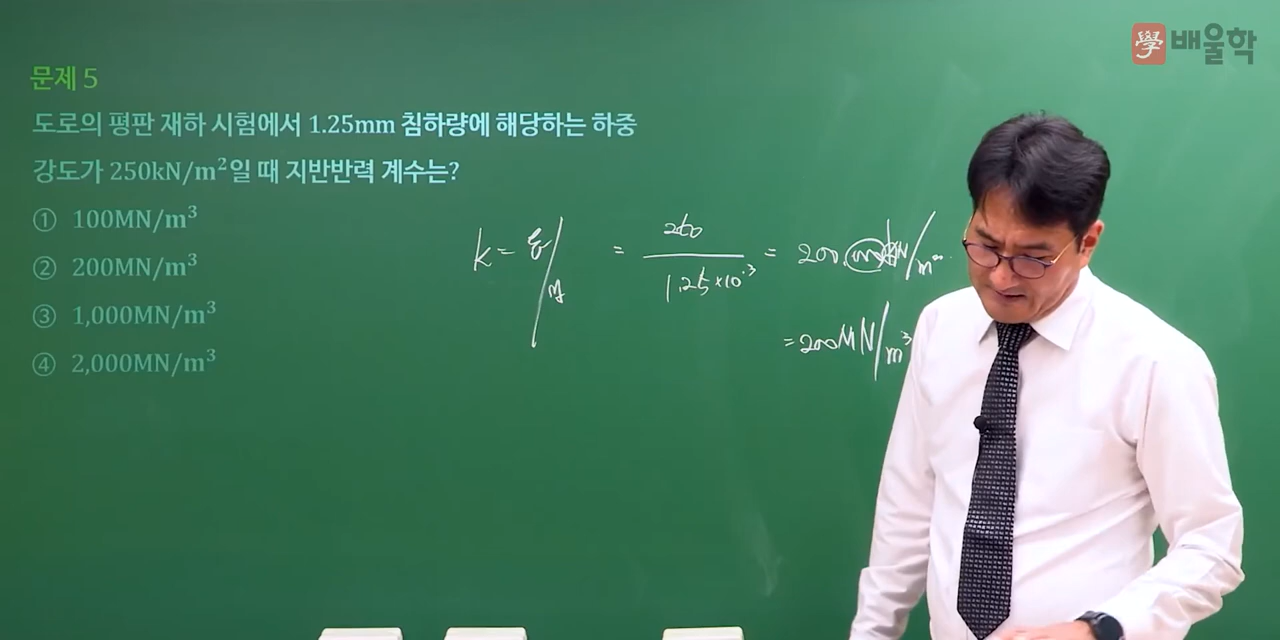 學 배울학
문제 5
도로의 평판 재하 시험에서 1.25mm 침하량에 해당하는 하중
강도가 250kN/m²일 때 지반반력 계수는?
① 100MN/m³
② 200MN/m³
③ 1,000MN/m³
④ 2,000MN/m³
k = q/y = 250/1.25×10⁻³ = 200
= 200MN/m³